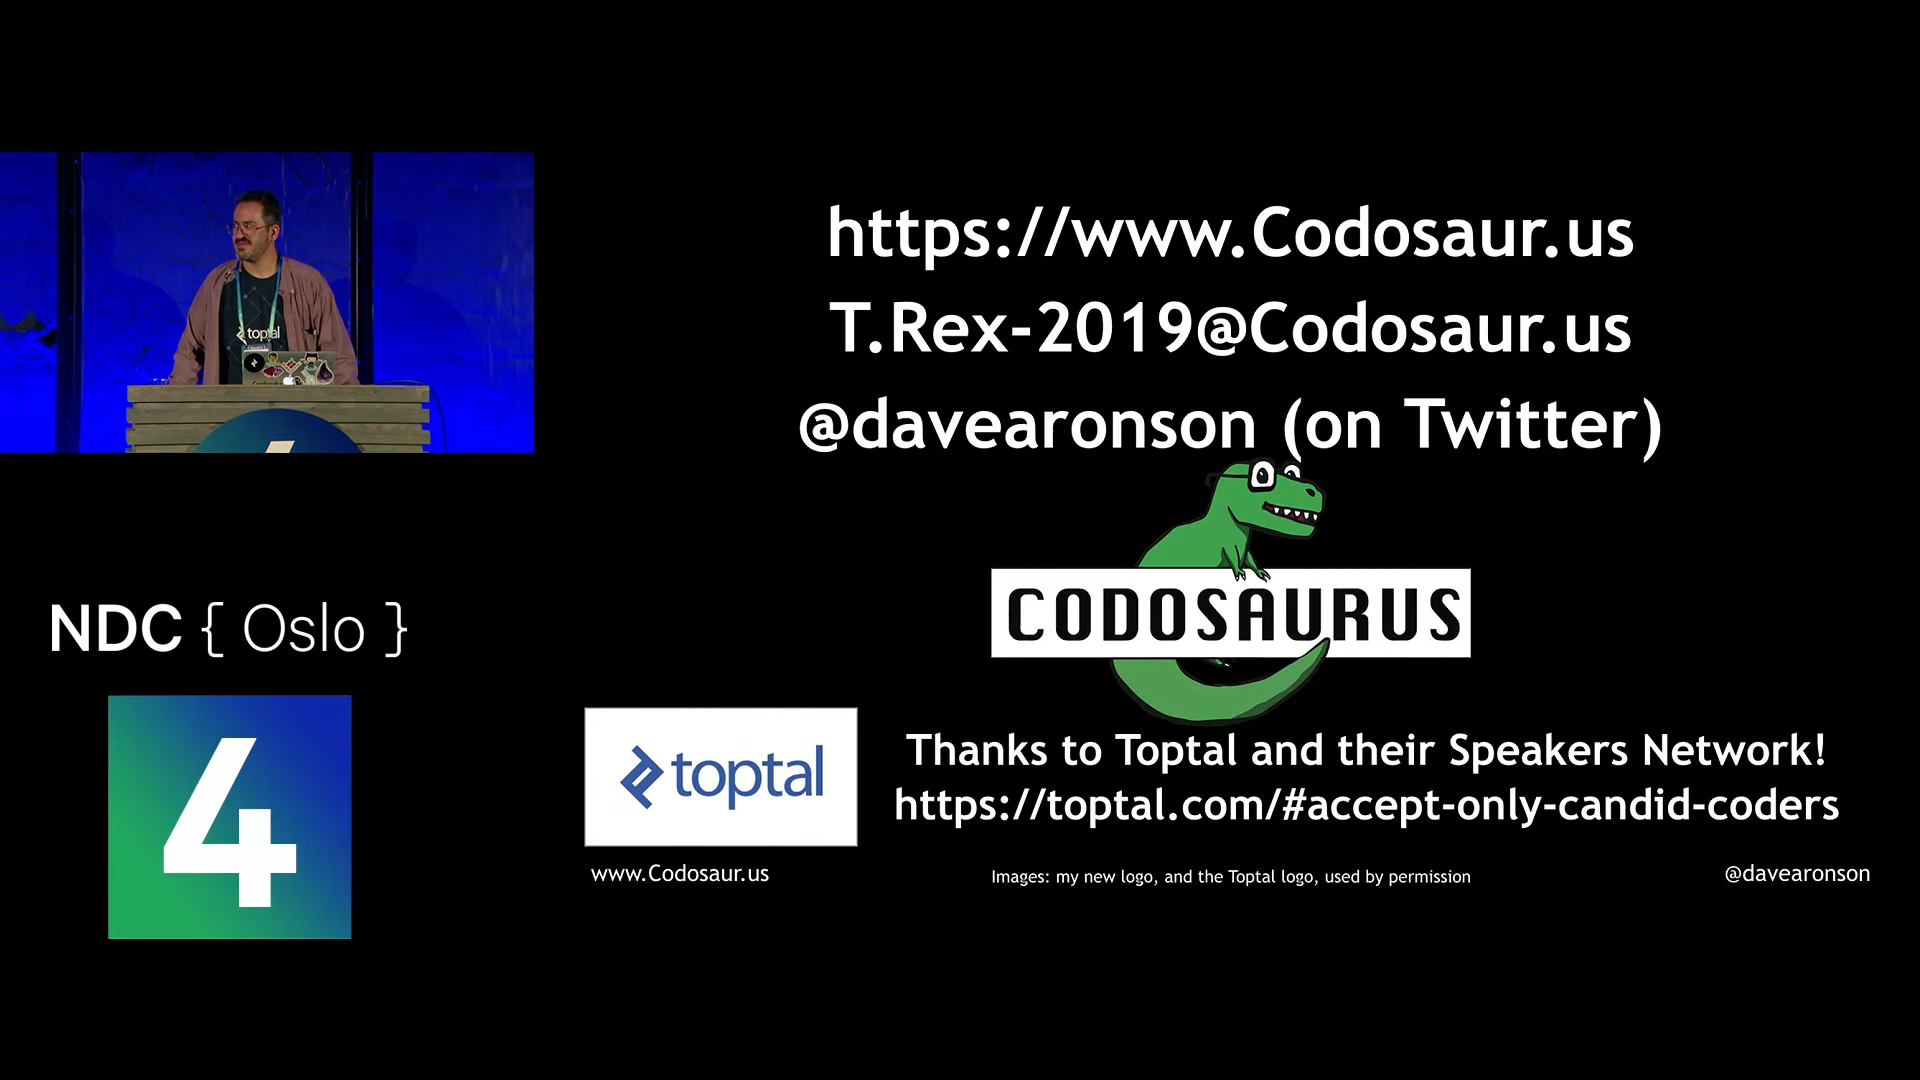 https://www.Codosaur.us
T.Rex-2019@Codosaur.us
@davearonson (on Twitter)
toptal
CODOSAURUS
NDC { Oslo }
4
toptal
Thanks to Toptal and their Speakers Network!
https://toptal.com/#accept-only-candid-coders
www.Codosaur.us
Images: my new logo, and the Toptal logo, used by permission
@davearonson